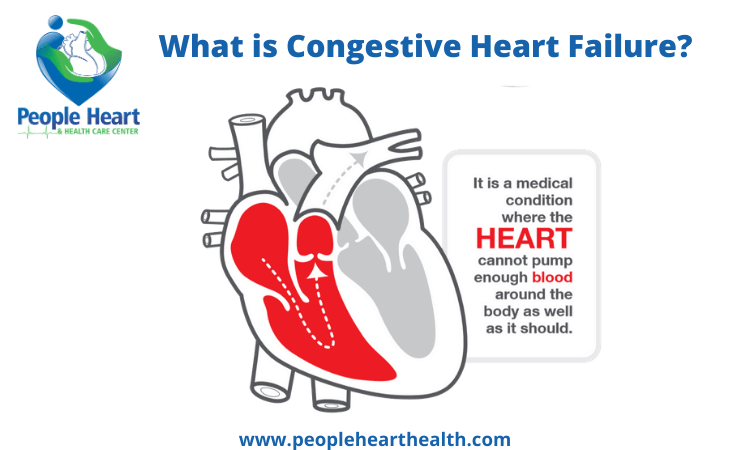 What is Congestive Heart Failure?
People Heart
& HEALTH CARE CENTER
It is a medical
condition
where the
HEART
cannot pump
enough blood
around the
body as well
as it should.
www.peoplehearthealth.com